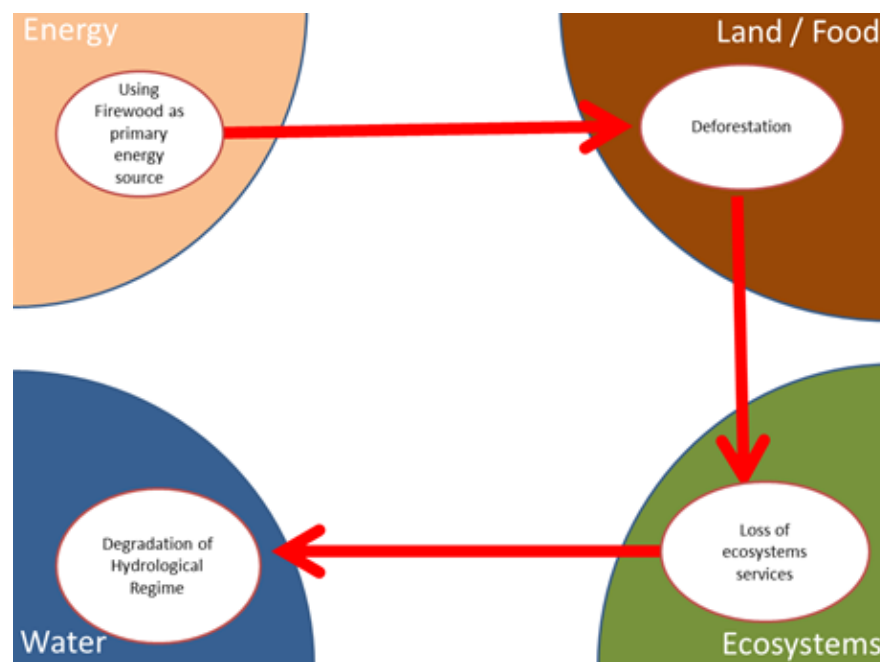 Energy
Land / Food
Using
Firewood as
primary
energy
source
Deforestation
Degradation of
Hydrological
Regime
Loss of
ecosystems
services
Water
Ecosystems